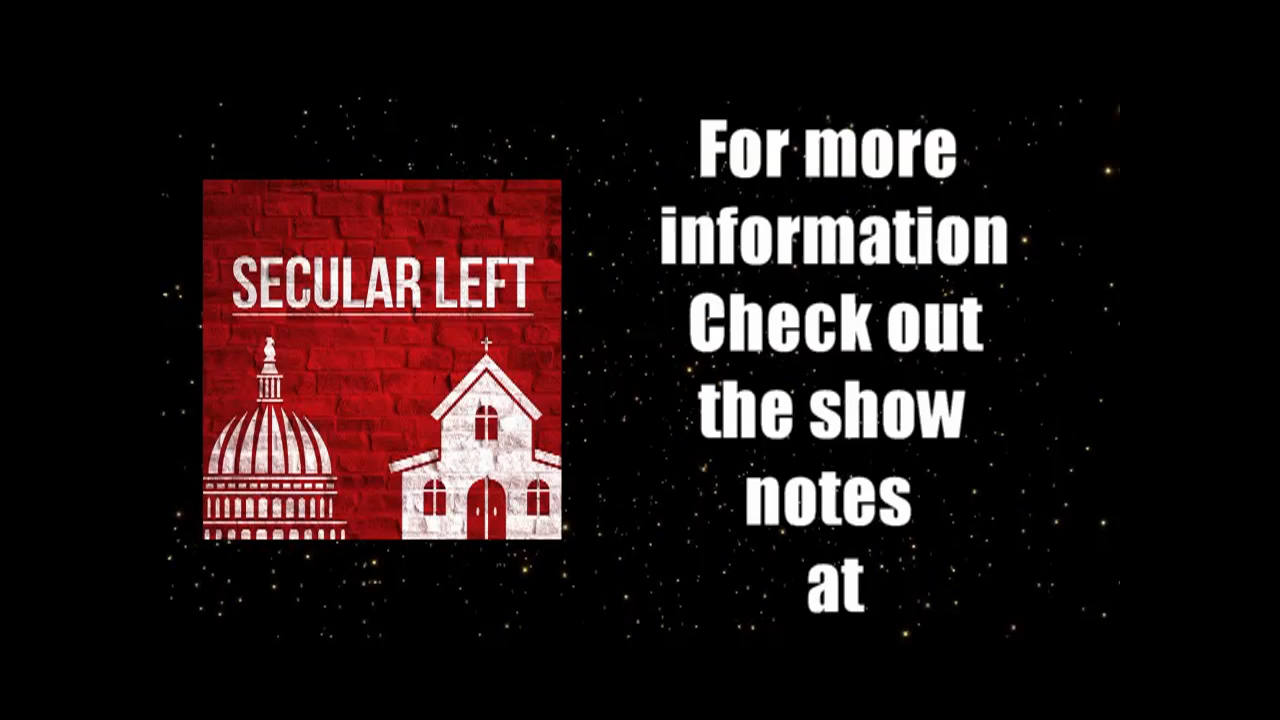 SECULAR LEFT
For more
information
Check out
the show
notes
at